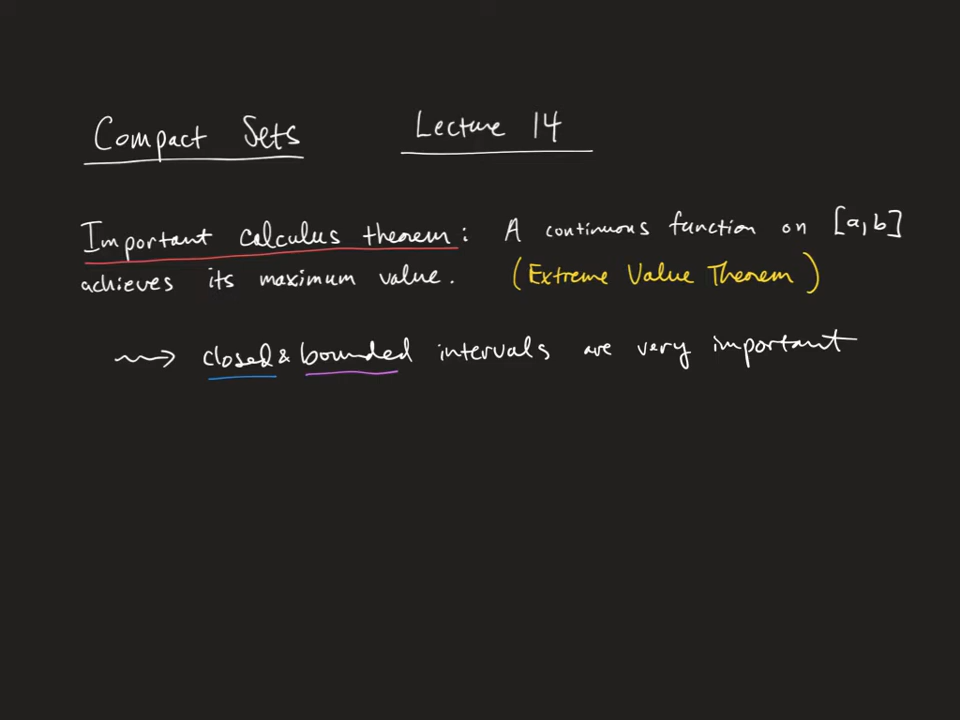 Compact Sets Lecture 14
Important calculus theorem: A continuous function on [a,b]
achieves its maximum value. (Extreme Value Theorem)
⇝ closed & bounded intervals are very important